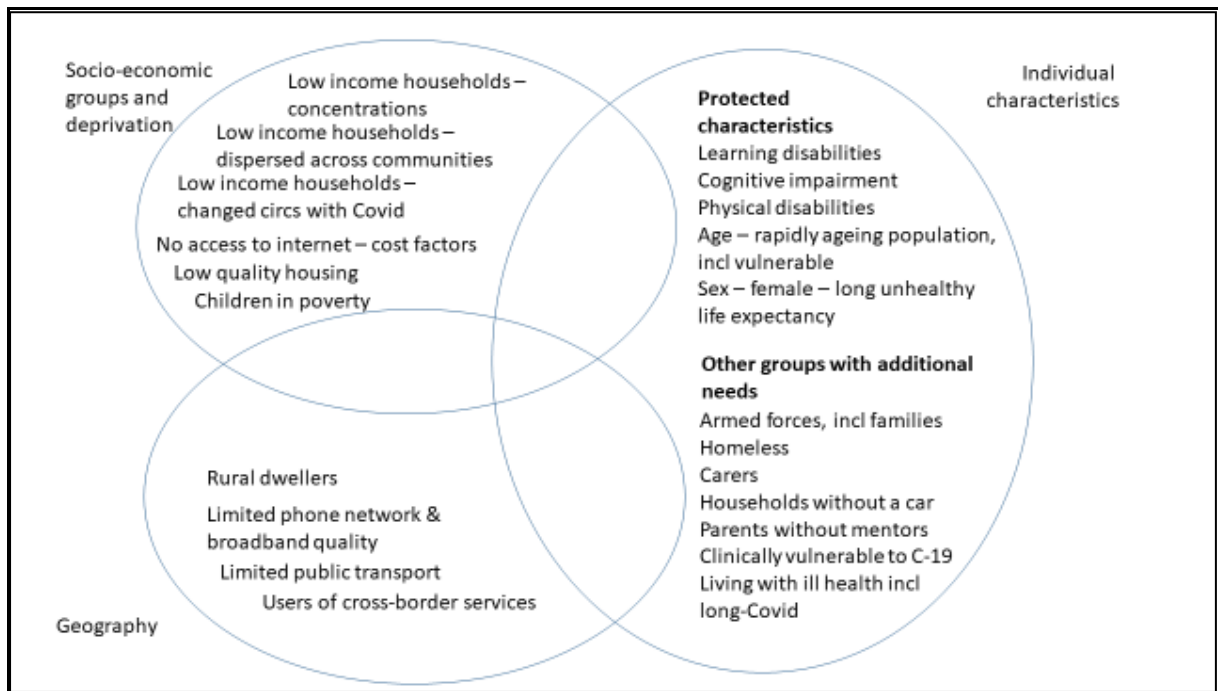 Socio-economic
groups and
deprivation
Low income households –
concentrations
Low income households –
dispersed across communities
Low income households –
changed circs with Covid
No access to internet – cost factors
Low quality housing
Children in poverty
Individual
characteristics
Protected
characteristics
Learning disabilities
Cognitive impairment
Physical disabilities
Age – rapidly ageing population,
incl vulnerable
Sex – female – long unhealthy
life expectancy
Other groups with additional
needs
Armed forces, incl families
Homeless
Carers
Households without a car
Parents without mentors
Clinically vulnerable to C-19
Living with ill health incl
long-Covid
Rural dwellers
Limited phone network &
broadband quality
Limited public transport
Users of cross-border services
Geography